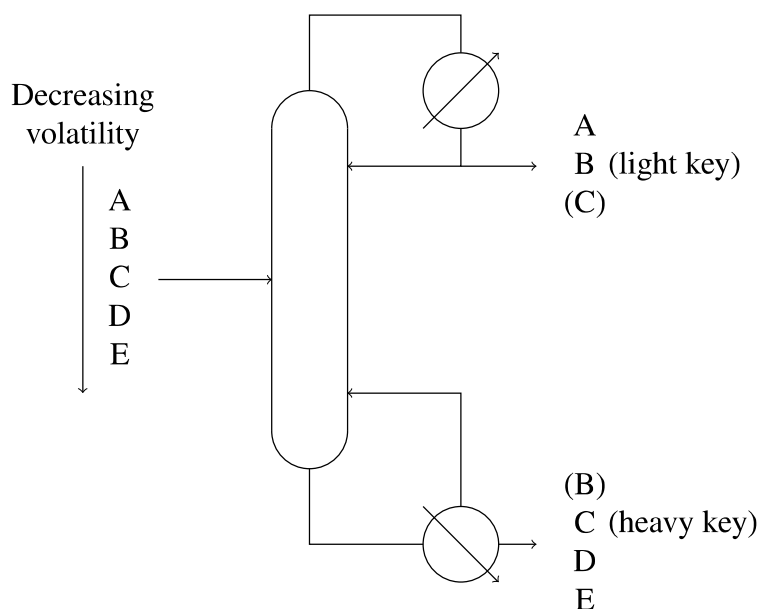 Decreasing
volatility
A
B
C
D
E
A
B (light key)
(C)
(B)
C (heavy key)
D
E